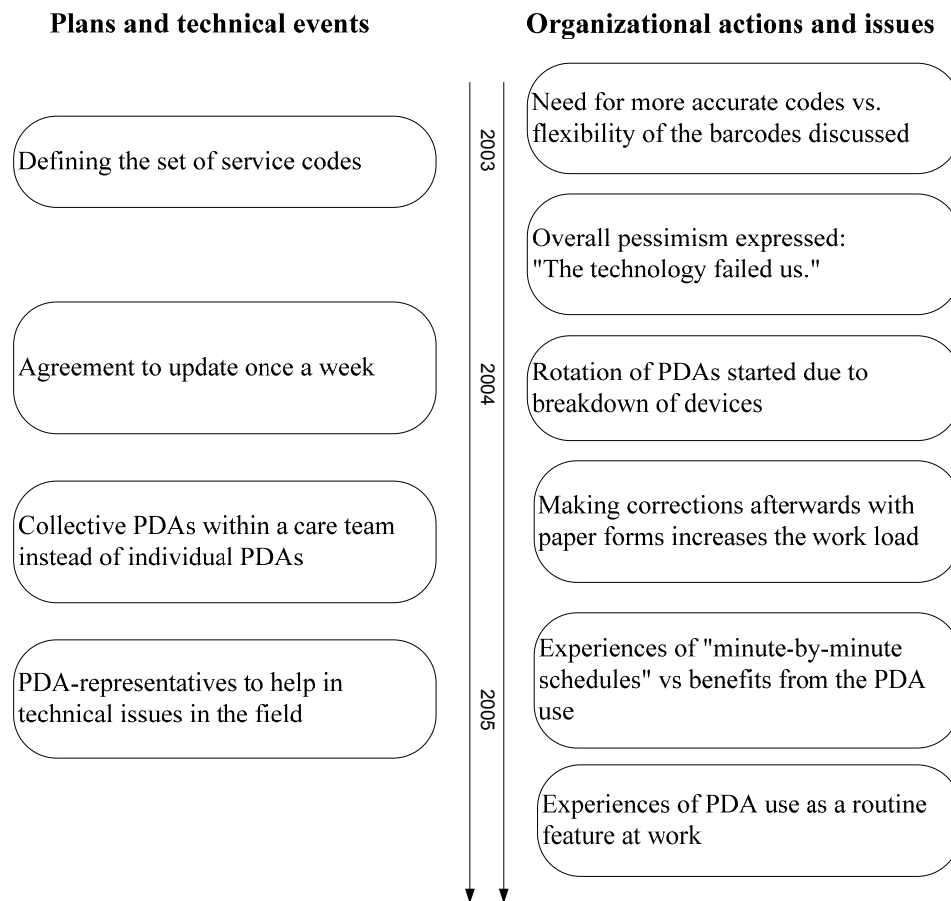 Plans and technical events
Organizational actions and issues
Defining the set of service codes
Agreement to update once a week
Collective PDAs within a care team
instead of individual PDAs
PDA-representatives to help in
technical issues in the field
2003
2004
2005
Need for more accurate codes vs.
flexibility of the barcodes discussed
Overall pessimism expressed:
"The technology failed us."
Rotation of PDAs started due to
breakdown of devices
Making corrections afterwards with
paper forms increases the work load
Experiences of "minute-by-minute
schedules" vs benefits from the PDA
use
Experiences of PDA use as a routine
feature at work